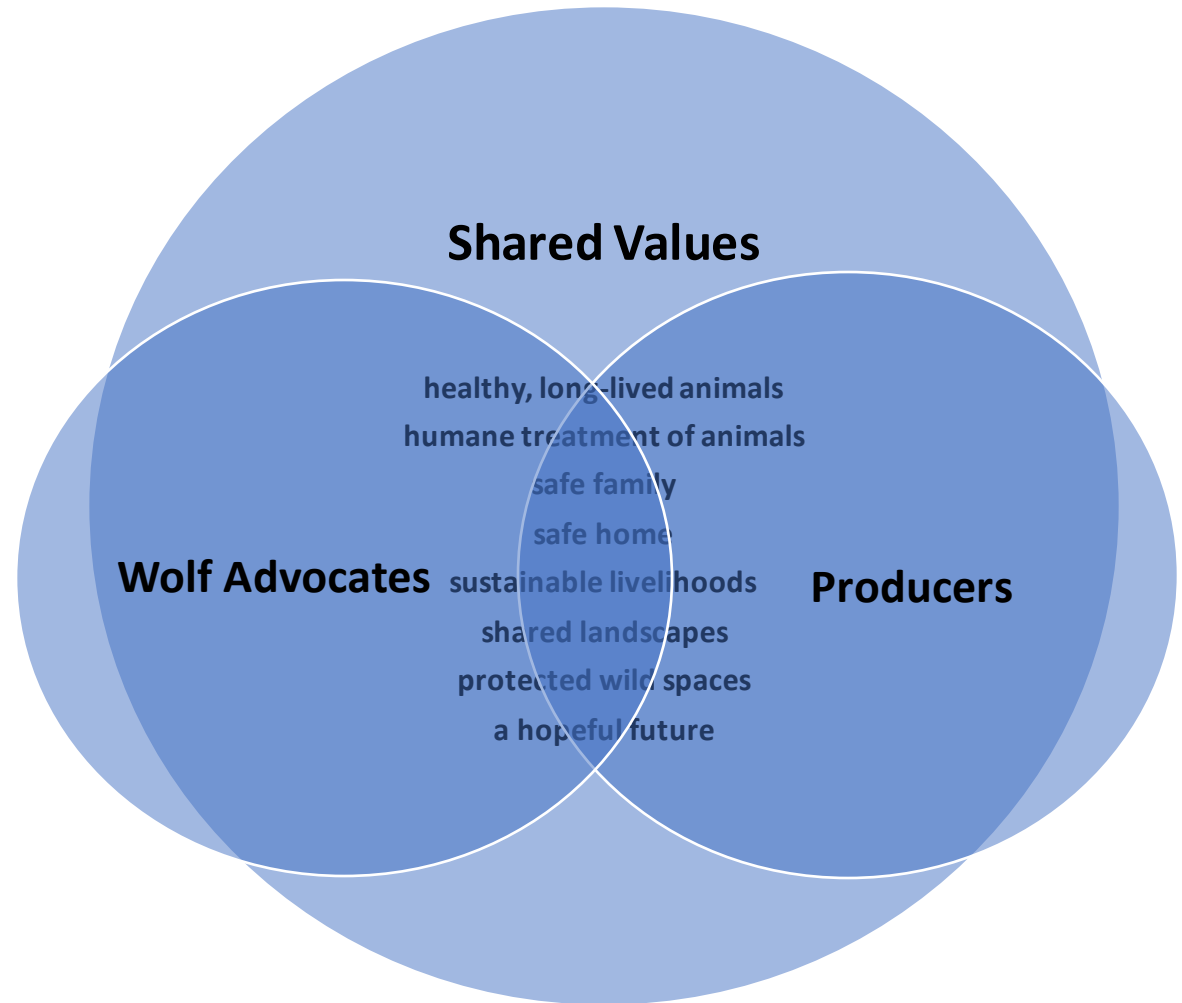 Shared Values
healthy, long-lived animals
humane treatment of animals
safe family
safe home
Wolf Advocates
sustainable livelihoods
Producers
shared landscapes
protected wild spaces
a hopeful future